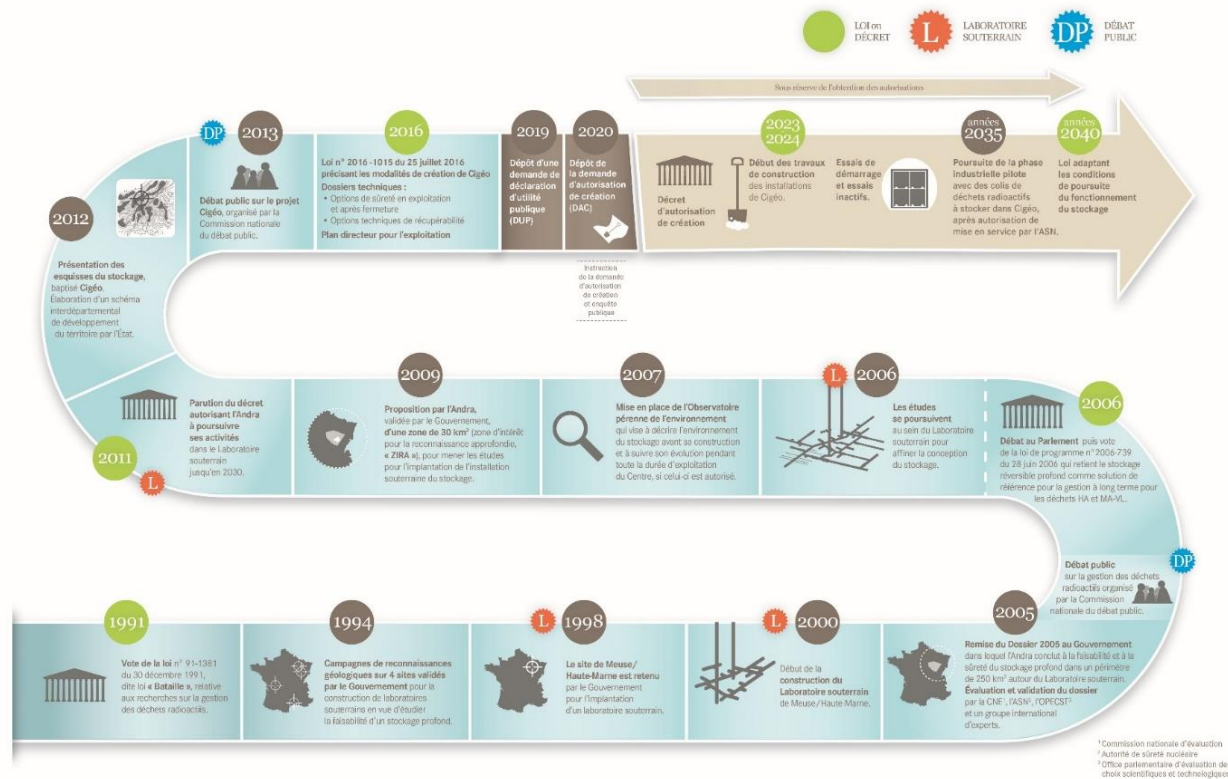 LOI ou
DÉCRET
L
LABORATOIRE
SOUTERRAIN
DP
DÉBAT
PUBLIC
Sous réserve de l'obtention des autorisations
1991
Vote de la loi n° 91-1381
du 30 décembre 1991,
dite loi « Bataille », relative
aux recherches sur la gestion
des déchets radioactifs.
1994
Campagnes de reconnaissances
géologiques sur 4 sites validés
par le Gouvernement pour la
construction de laboratoires
souterrains en vue d'étudier
la faisabilité d'un stockage profond.
L
1998
Le site de Meuse/
Haute-Marne est retenu
par le Gouvernement
pour l'implantation
d'un laboratoire souterrain.
L
2000
Début de la
construction du
Laboratoire souterrain
de Meuse/Haute Marne.
2005
Remise du Dossier 2005 au Gouvernement
dans lequel l'Andra conclut à la faisabilité et à la
sûreté du stockage profond dans un périmètre
de 250 km² autour du Laboratoire souterrain.
Évaluation et validation du dossier
par la CNE¹, l'ASN², l'OPECST³
et un groupe international
d'experts.
DP
Débat public
sur la gestion des déchets
radioactifs organisé
par la Commission
nationale du débat public.
2006
Débat au Parlement puis vote
de la loi de programme n°2006-739
du 28 juin 2006 qui retient le stockage
réversible profond comme solution de
référence pour la gestion à long terme pour
les déchets HA et MA-VL.
L
2006
Les études
se poursuivent
au sein du Laboratoire
souterrain pour
affiner la conception
du stockage.
2007
Mise en place de l'Observatoire
pérenne de l'environnement
qui vise à décrire l'environnement
du stockage avant sa construction
et à suivre son évolution pendant
toute la durée d'exploitation
du Centre, si celui-ci est autorisé.
2009
Proposition par l'Andra,
validée par le Gouvernement,
d'une zone de 30 km² (zone d'intérêt
pour la reconnaissance approfondie,
« ZIRA »), pour mener les études
pour l'implantation de l'installation
souterraine du stockage.
2011
L
Parution du décret
autorisant l'Andra
à poursuivre
ses activités
dans le Laboratoire
souterrain
jusqu'en 2030.
2012
Présentation des
esquisses du stockage,
baptisé Cigéo.
Élaboration d'un schéma
interdépartemental
de développement
du territoire par l'État.
DP
2013
Débat public sur le projet
Cigéo, organisé par la
Commission nationale
du débat public.
2016
Loi n° 2016 -1015 du 25 juillet 2016
précisant les modalités de création de Cigéo
Dossiers techniques :
• Options de sûreté en exploitation
et après fermeture
• Options techniques de récupérabilité
Plan directeur pour l'exploitation
2019
Dépôt d'une
demande de
déclaration
d'utilité
publique
(DUP)
2020
Dépôt de
la demande
d'autorisation
de création
(DAC)
Instruction
de la demande
d'autorisation
de création
et enquête
publique
Décret
d'autorisation
de création
2023
2024
Début des travaux
de construction
des installations
de Cigéo.
Essais de
démarrage
et essais
inactifs.
années
2035
Poursuite de la phase
industrielle pilote
avec des colis de
déchets radioactifs
à stocker dans Cigéo,
après autorisation de
mise en service par l'ASN.
années
2040
Loi adaptant
les conditions
de poursuite
du fonctionnement
du stockage
¹ Commission nationale d'évaluation
² Autorité de sûreté nucléaire
³ Office parlementaire d'évaluation de
choix scientifiques et technologiques